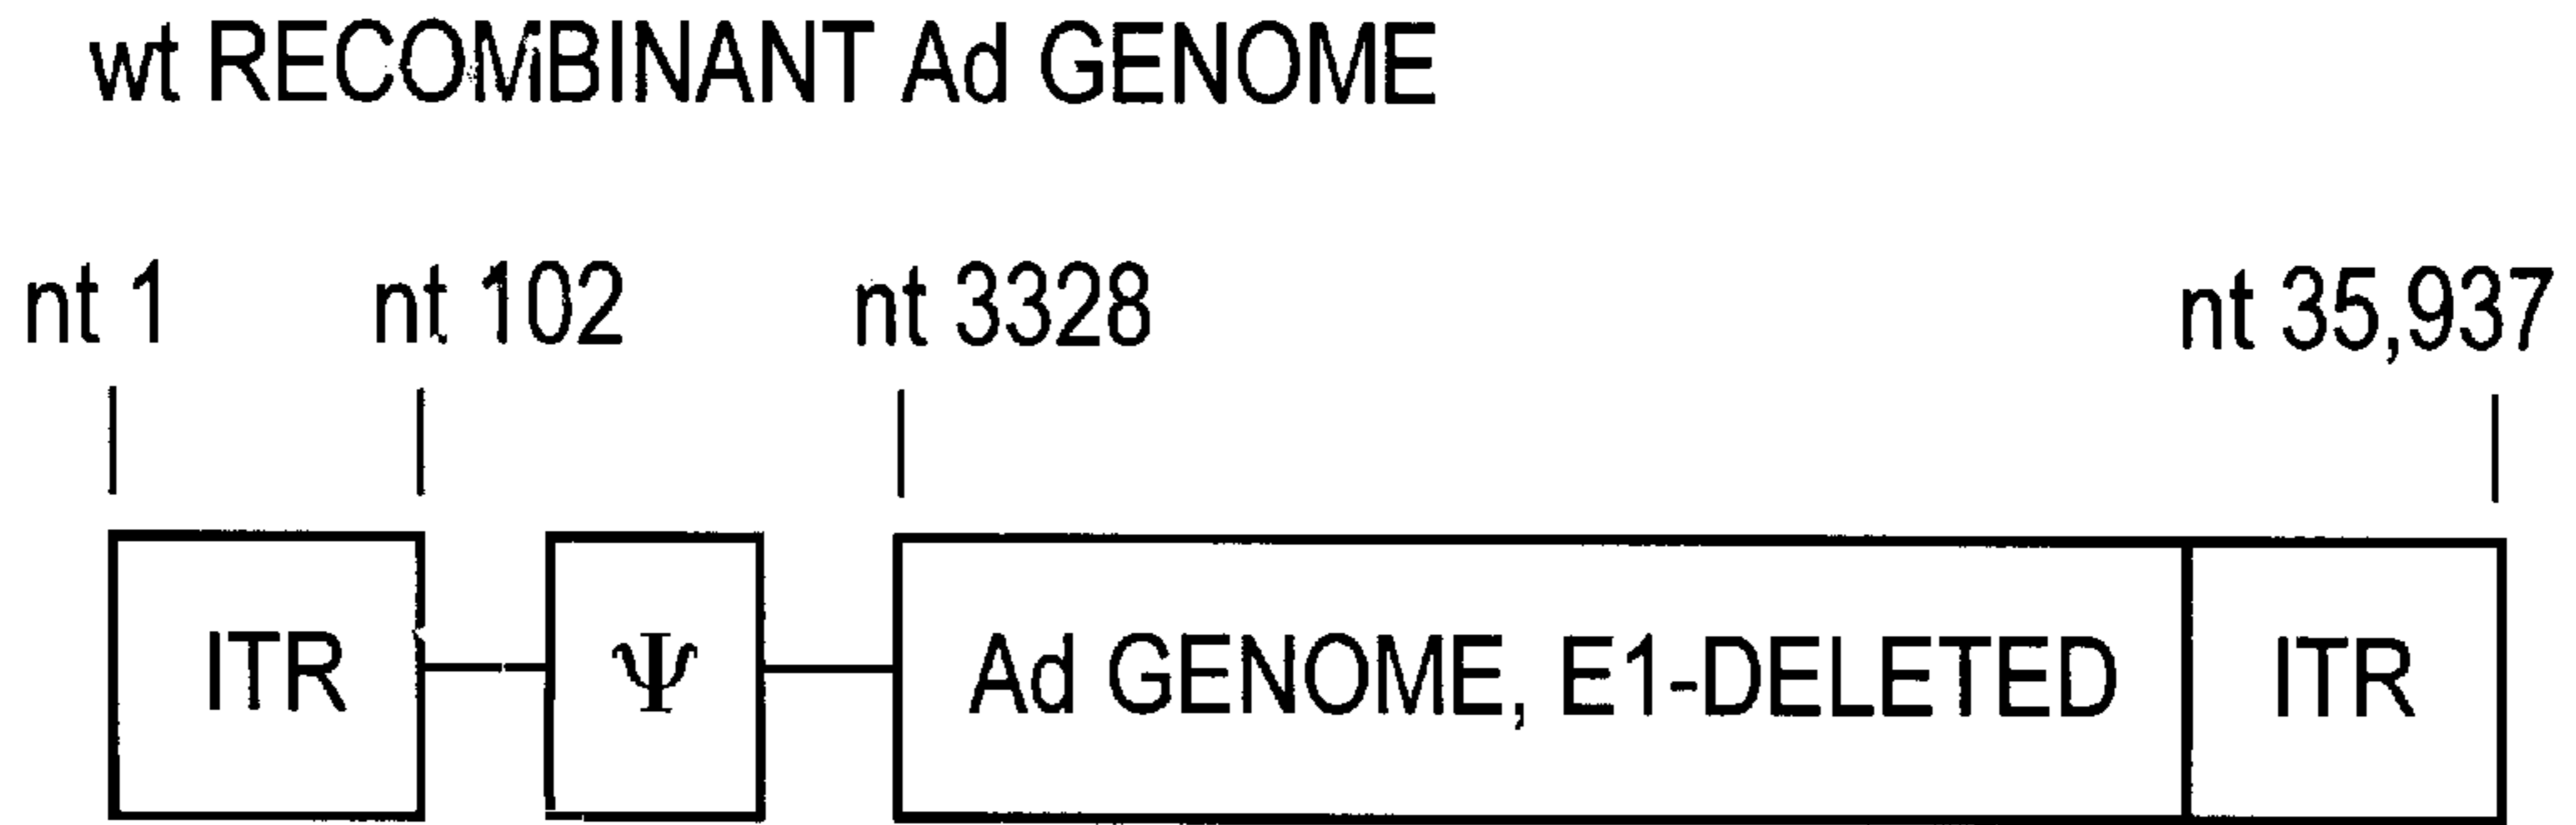 wt RECOMBINANT Ad GENOME
nt 1 nt 102 nt 3328 nt 35,937
ITR Ψ Ad GENOME, E1-DELETED ITR